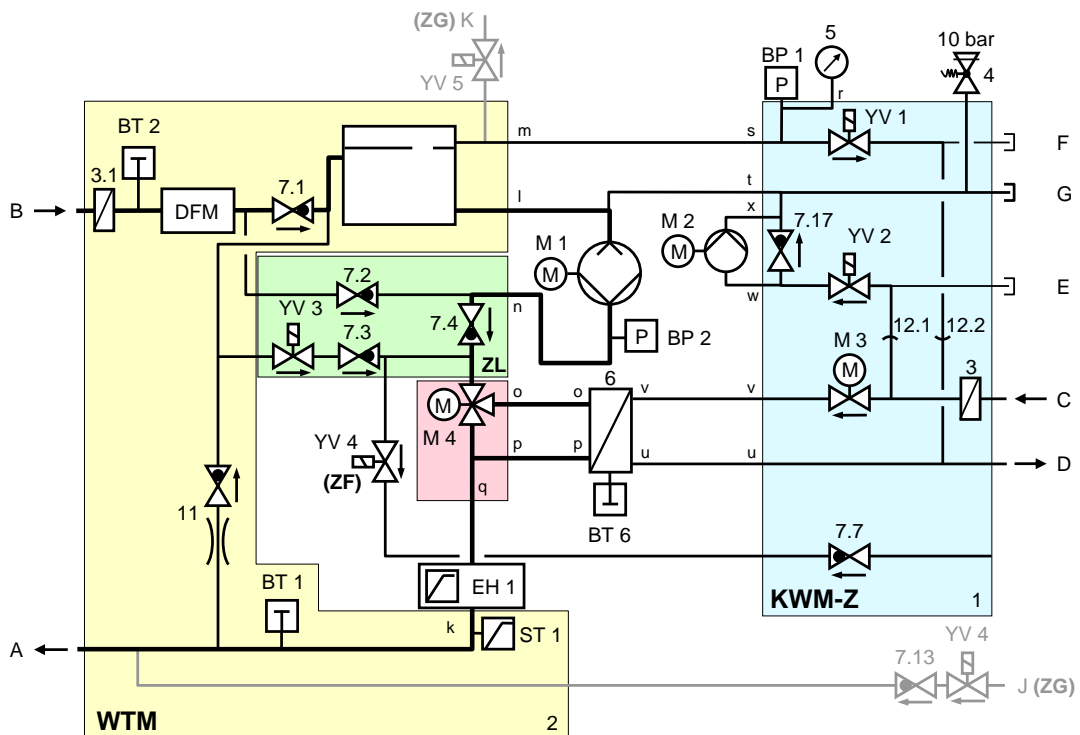 (ZG) K
YV 5
BP 1
P
5
r
10 bar
4
BT 2
3.1
7.1
B
DFM
m
s
YV 1
F
l
t
G
x
M 2
M
7.17
YV 2
M 1
M
w
E
7.2
YV 3
n
7.4
7.3
ZL
P
BP 2
12.1
12.2
M 3
M
3
M
M 4
o
o
6
v
v
C
YV 4
(ZF)
p
p
u
u
D
q
11
BT 6
7.7
BT 1
EH 1
KWM-Z
1
k
ST 1
A
7.13
YV 4
J (ZG)
WTM
2